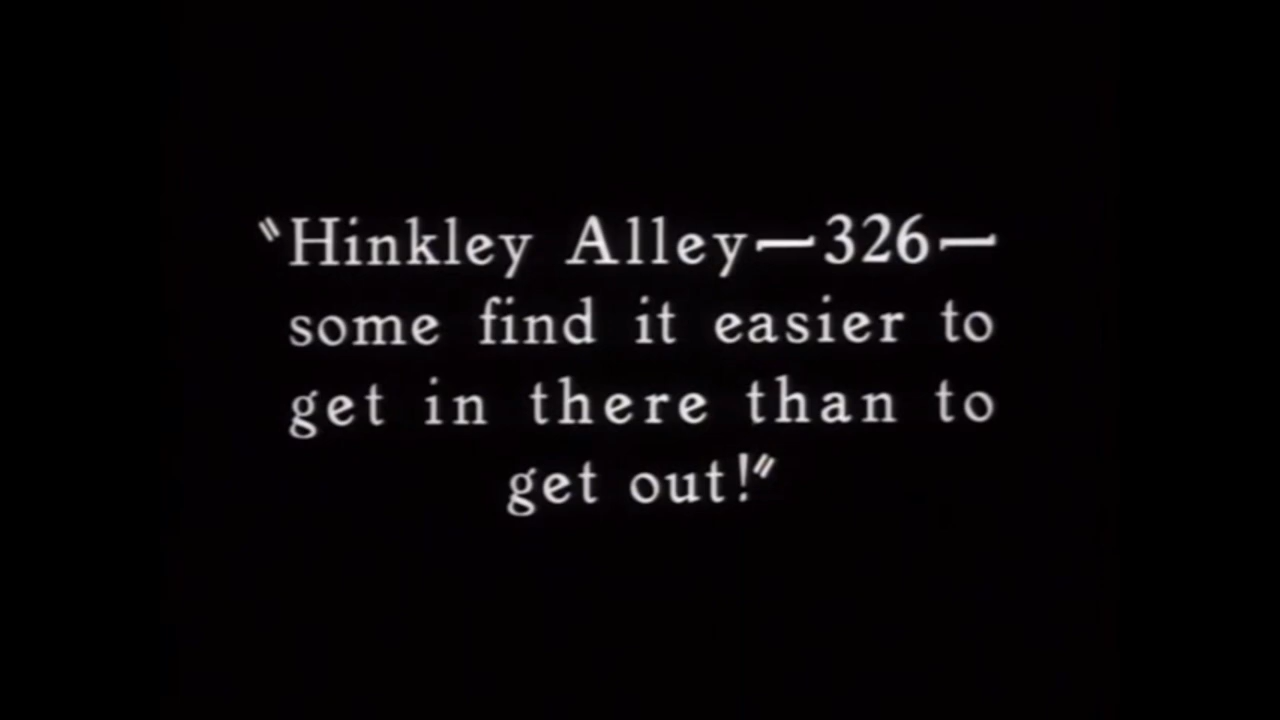 "Hinkley Alley—326—
some find it easier to
get in there than to
get out!"